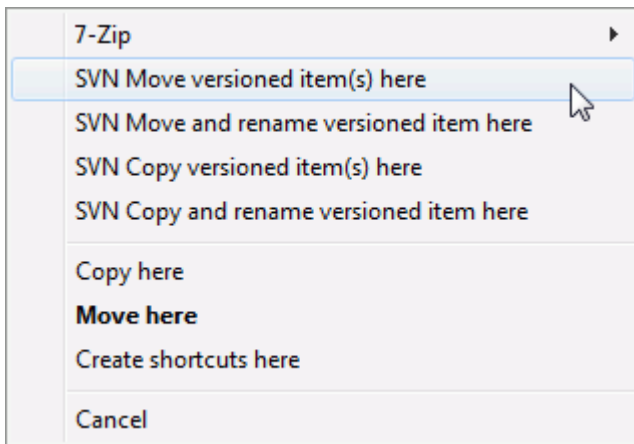 7-Zip
SVN Move versioned item(s) here
SVN Move and rename versioned item here
SVN Copy versioned item(s) here
SVN Copy and rename versioned item here
Copy here
Move here
Create shortcuts here
Cancel